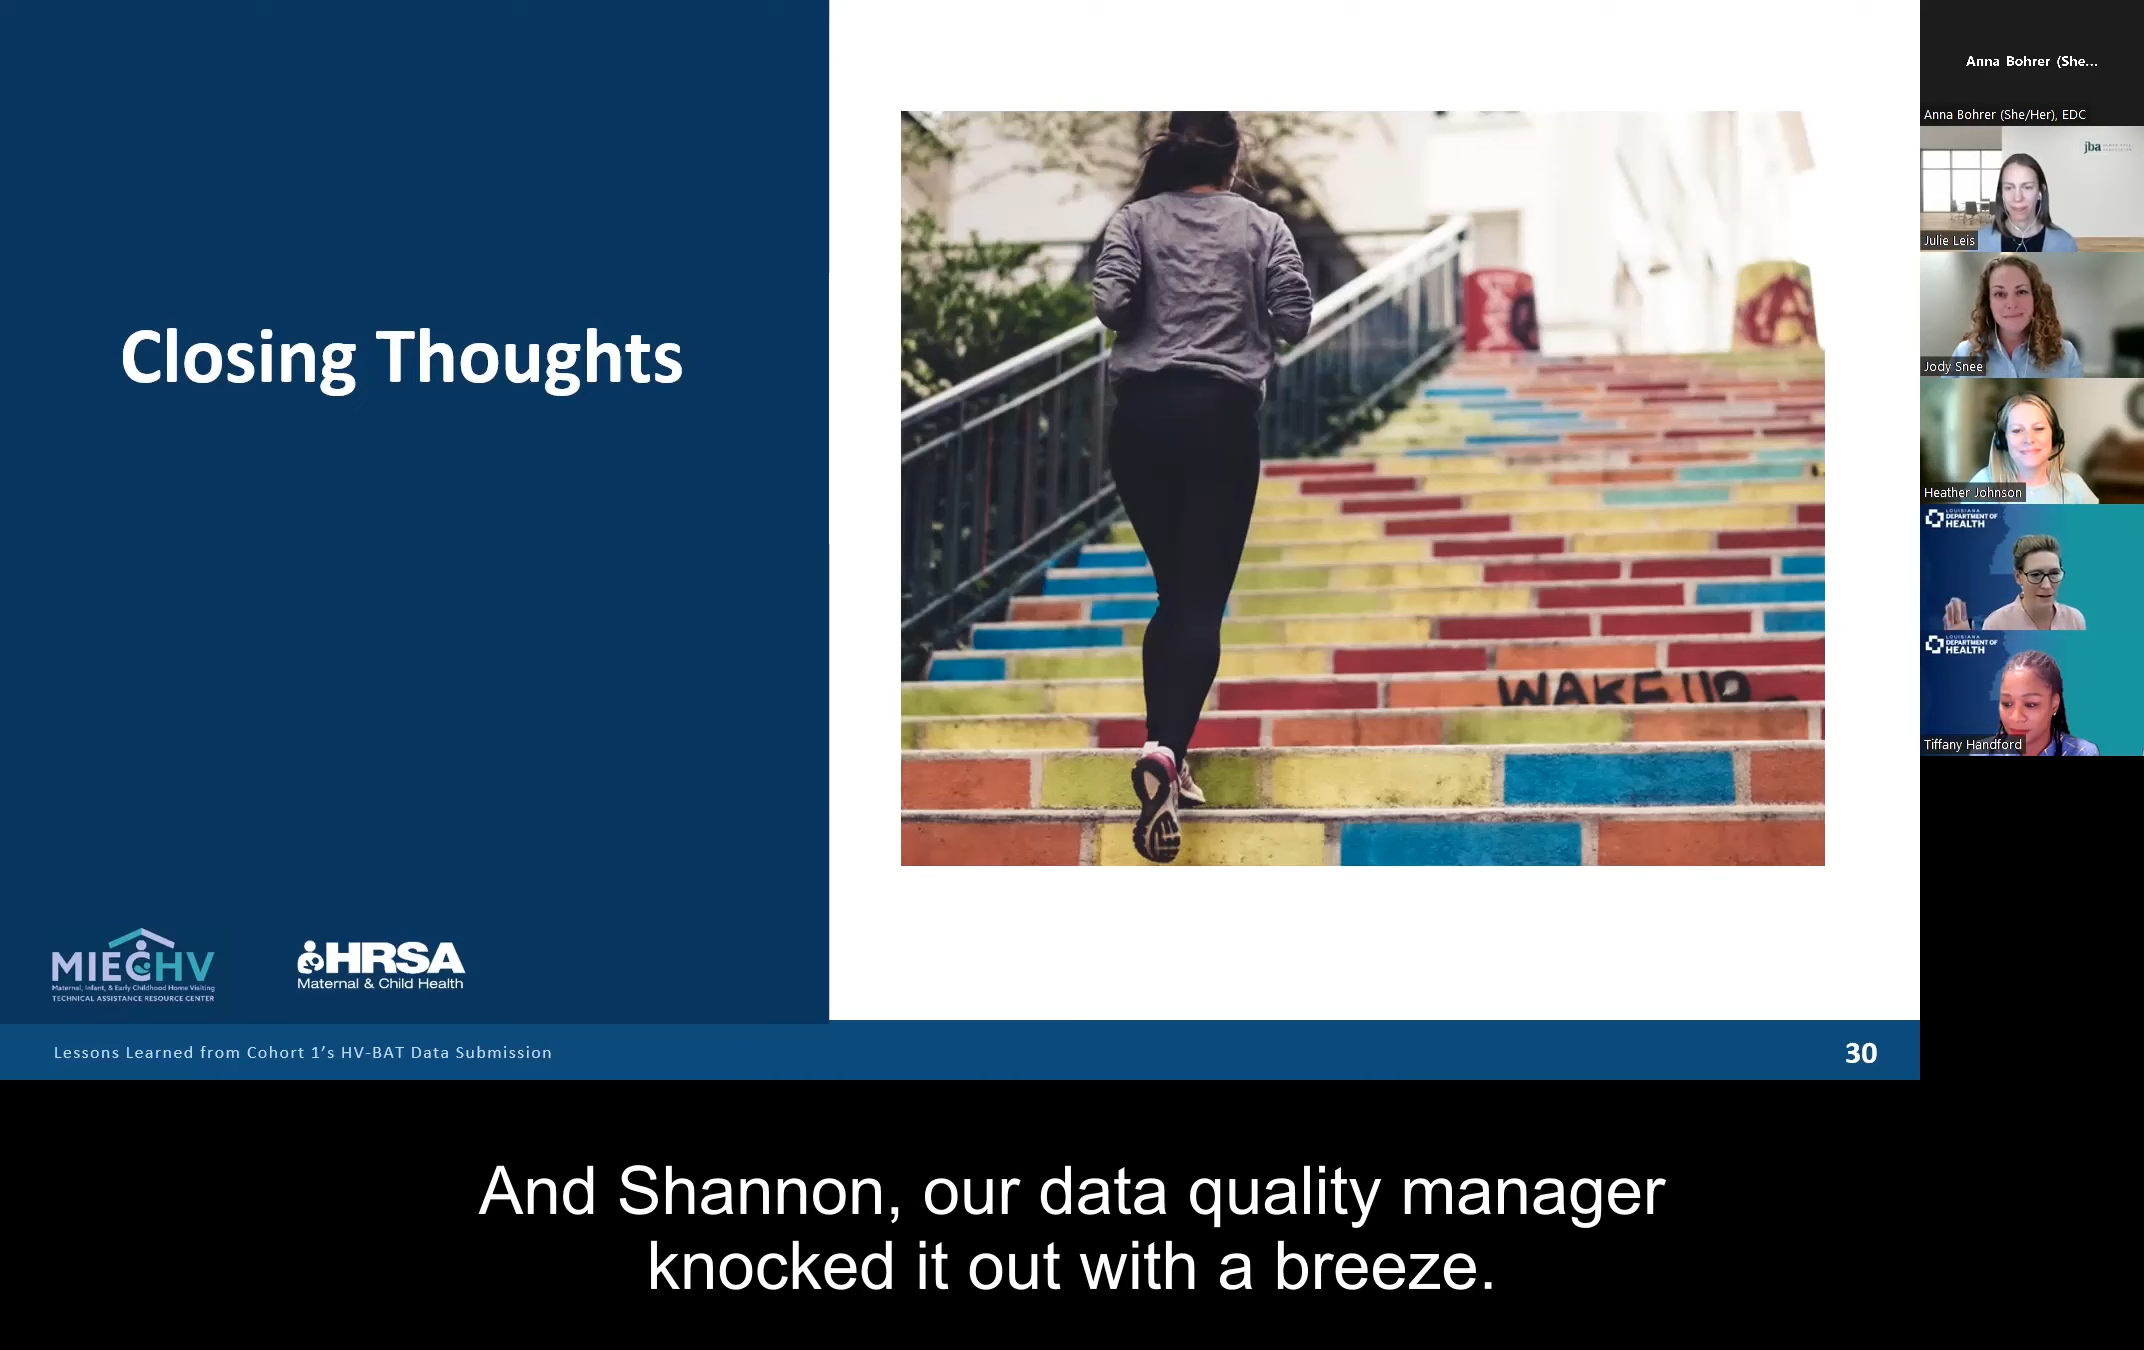 Closing Thoughts
WAKE UP
MIECHV
Maternal, Infant, & Early Childhood Home Visiting
TECHNICAL ASSISTANCE RESOURCE CENTER
HRSA
Maternal & Child Health
Lessons Learned from Cohort 1’s HV-BAT Data Submission
30
Anna Bohrer (She...
Anna Bohrer (She/Her), EDC
jba
Julie Leis
Jody Snee
Heather Johnson
LOUISIANA
DEPARTMENT OF
HEALTH
LOUISIANA
DEPARTMENT OF
HEALTH
Tiffany Handford
And Shannon, our data quality manager
knocked it out with a breeze.